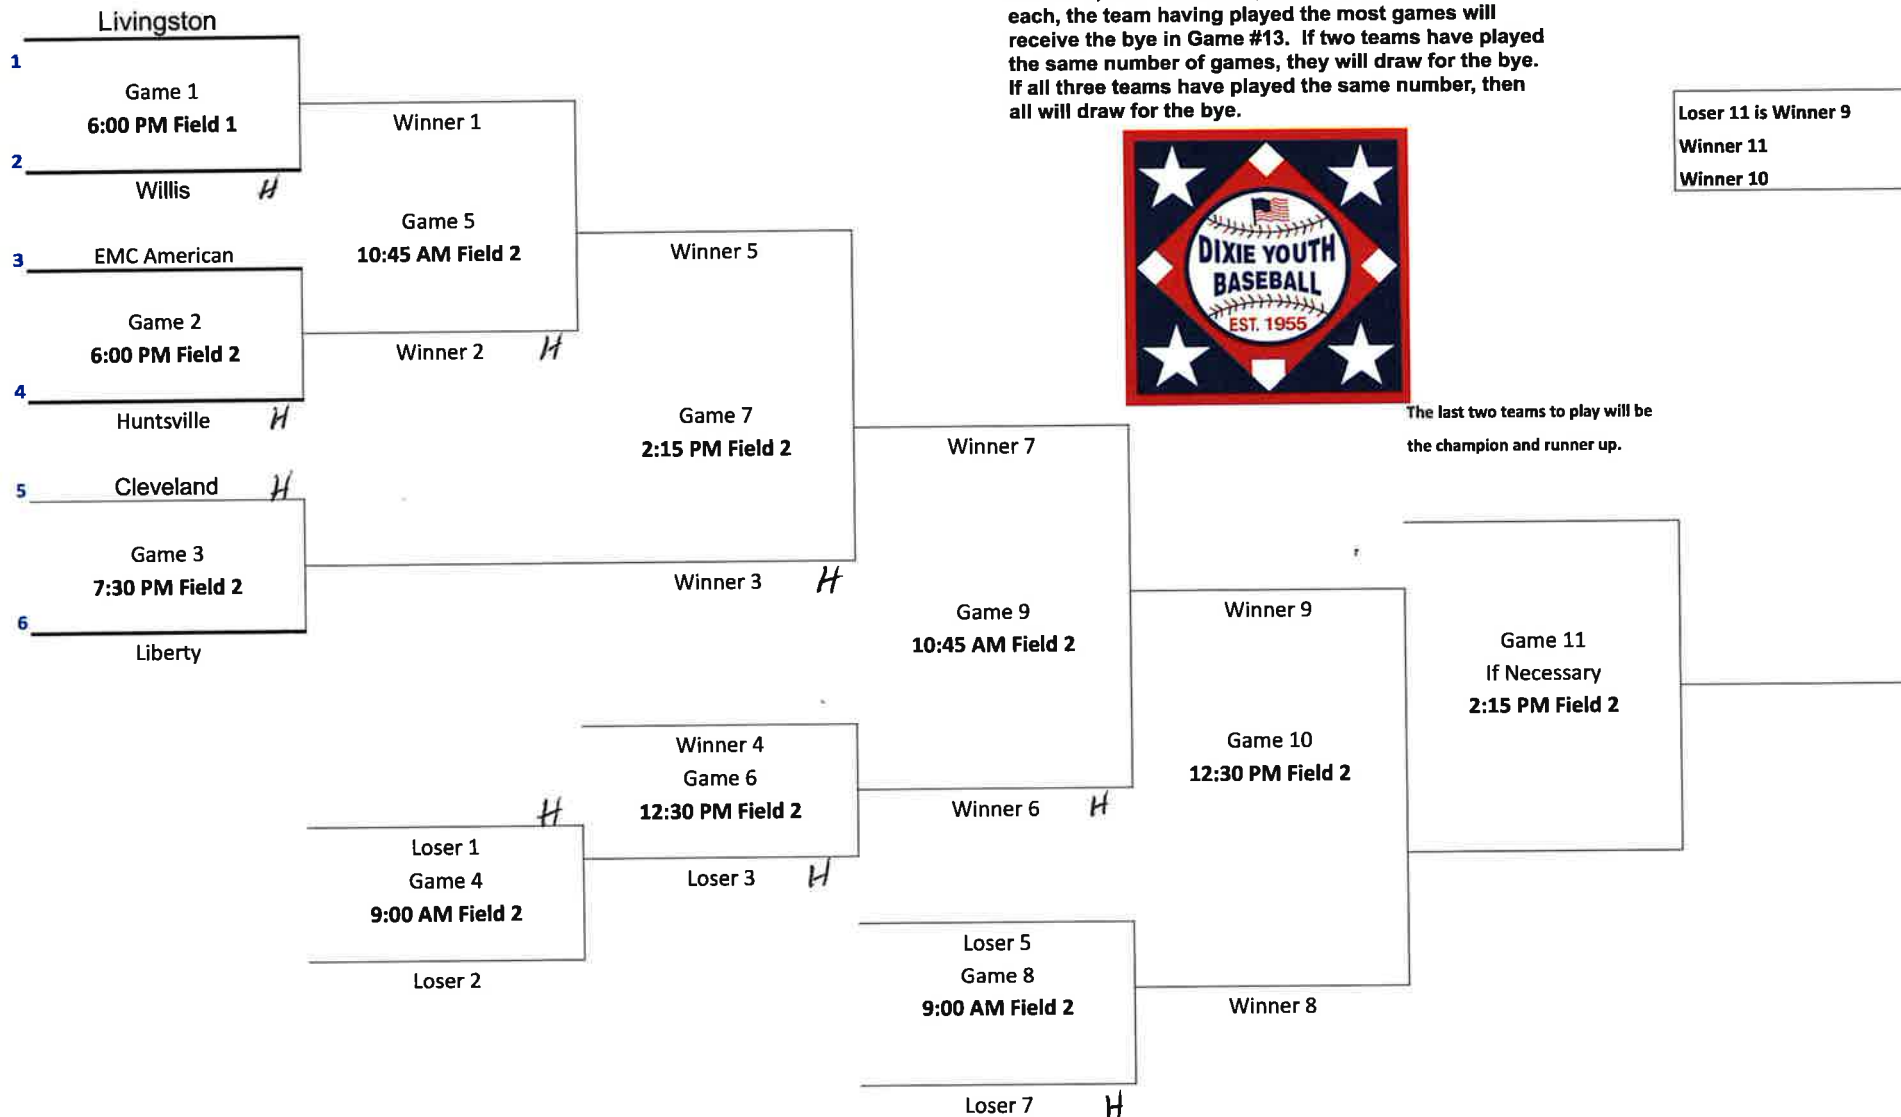 each, the team having played the most games will
receive the bye in Game #13. If two teams have played
the same number of games, they will draw for the bye.
If all three teams have played the same number, then
all will draw for the bye.
Loser 11 is Winner 9
Winner 11
Winner 10
DIXIE YOUTH
BASEBALL
EST. 1955
The last two teams to play will be
the champion and runner up.
Livingston
1
Game 1
6:00 PM Field 1
2
Willis H
Winner 1
Game 5
10:45 AM Field 2
Winner 2 H
3 EMC American
Game 2
6:00 PM Field 2
4
Huntsville H
Winner 5
Game 7
2:15 PM Field 2
Winner 3 H
5 Cleveland H
Game 3
7:30 PM Field 2
6
Liberty
Winner 7
Game 9
10:45 AM Field 2
Winner 6 H
Winner 9
Game 10
12:30 PM Field 2
Winner 8
Game 11
If Necessary
2:15 PM Field 2
Winner 4
Game 6
12:30 PM Field 2
Loser 3 H
H
Loser 1
Game 4
9:00 AM Field 2
Loser 2
Loser 5
Game 8
9:00 AM Field 2
Loser 7 H